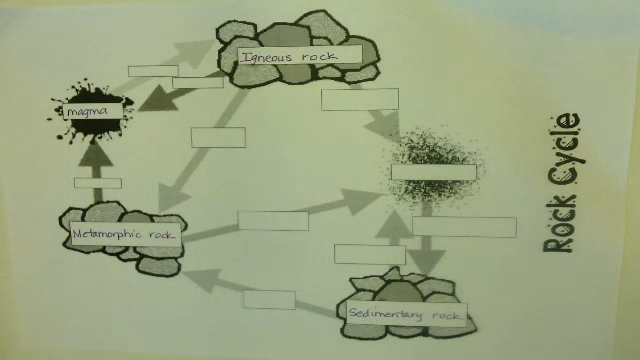 Igneous rock
magma
Metamorphic rock
Sedimentary rock
Rock Cycle